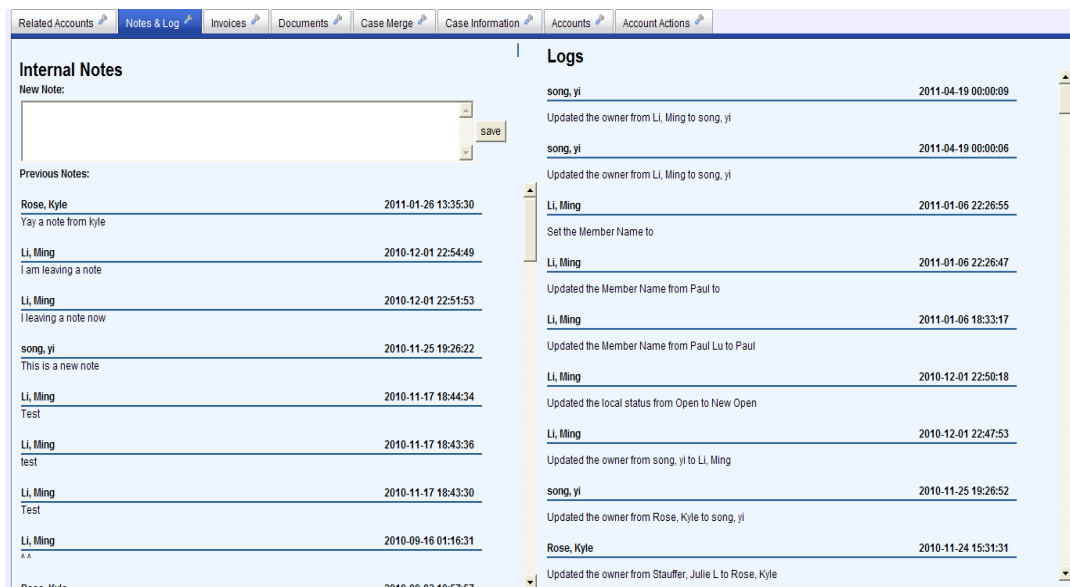 Related Accounts Notes & Log Invoices Documents Case Merge Case Information Accounts Account Actions
Internal Notes
New Note:
save
Previous Notes:
Rose, Kyle 2011-01-26 13:35:30
Yay a note from kyle
Li, Ming 2010-12-01 22:54:49
I am leaving a note
Li, Ming 2010-12-01 22:51:53
I leaving a note now
song, yi 2010-11-25 19:26:22
This is a new note
Li, Ming 2010-11-17 18:44:34
Test
Li, Ming 2010-11-17 18:43:36
test
Li, Ming 2010-11-17 18:43:30
Test
Li, Ming 2010-09-16 01:16:31
^^
Logs
song, yi 2011-04-19 00:00:09
Updated the owner from Li, Ming to song, yi
song, yi 2011-04-19 00:00:06
Updated the owner from Li, Ming to song, yi
Li, Ming 2011-01-06 22:26:55
Set the Member Name to
Li, Ming 2011-01-06 22:26:47
Updated the Member Name from Paul to
Li, Ming 2011-01-06 18:33:17
Updated the Member Name from Paul Lu to Paul
Li, Ming 2010-12-01 22:50:18
Updated the local status from Open to New Open
Li, Ming 2010-12-01 22:47:53
Updated the owner from song, yi to Li, Ming
song, yi 2010-11-25 19:26:52
Updated the owner from Rose, Kyle to song, yi
Rose, Kyle 2010-11-24 15:31:31
Updated the owner from Stauffer, Julie L to Rose, Kyle